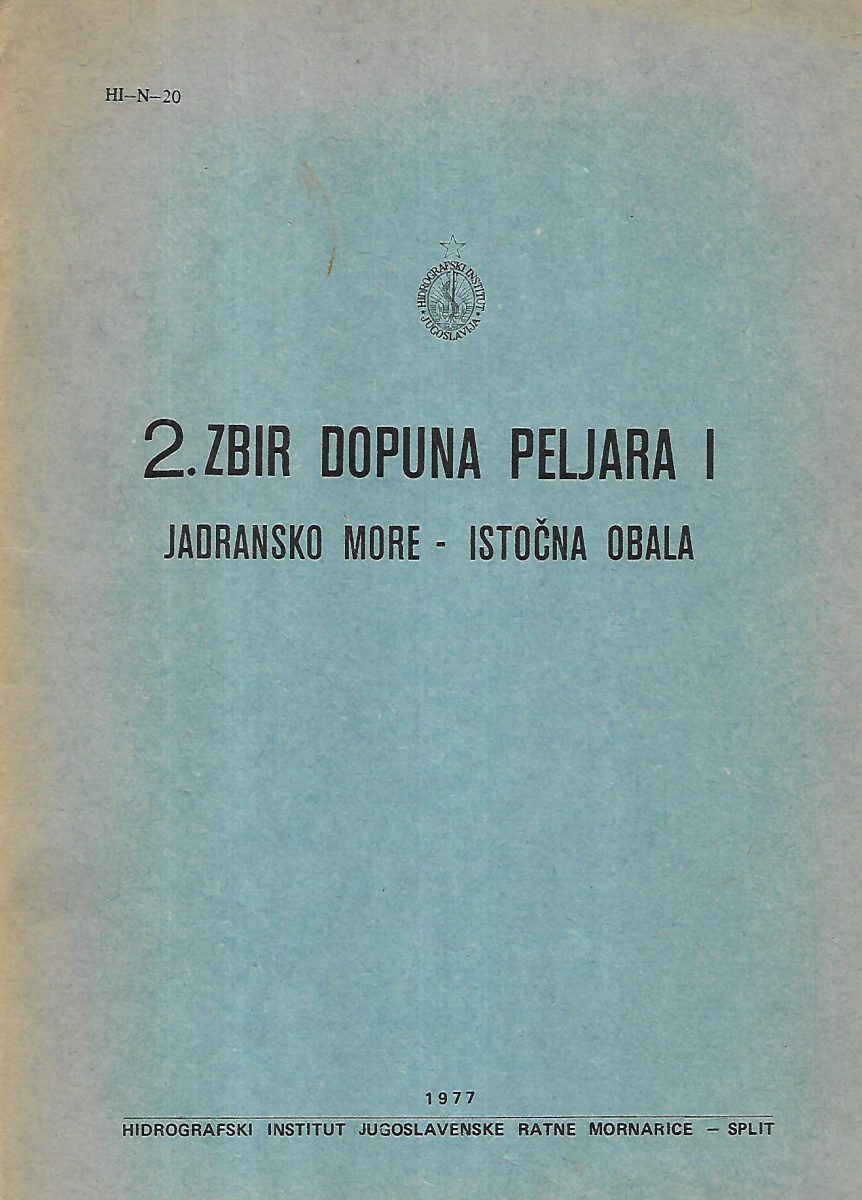 HI–N–20
HIDROGRAFSKI INSTITUT
* JUGOSLAVIJA *
2. ZBIR DOPUNA PELJARA I
JADRANSKO MORE - ISTOČNA OBALA
1977
HIDROGRAFSKI INSTITUT JUGOSLAVENSKE RATNE MORNARICE – SPLIT